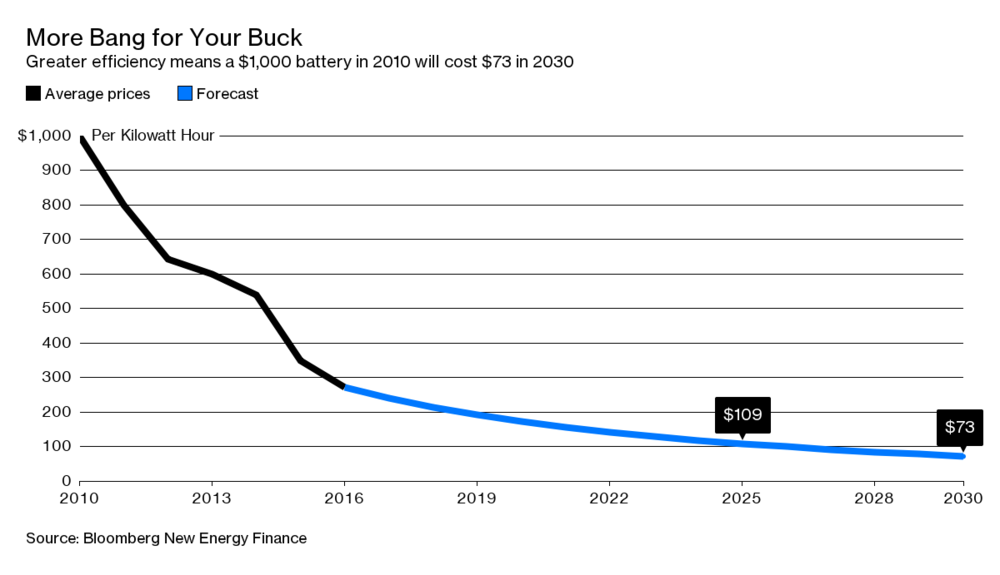 More Bang for Your Buck
Greater efficiency means a $1,000 battery in 2010 will cost $73 in 2030
Average prices Forecast
$1,000 Per Kilowatt Hour
900
800
700
600
500
400
300
200
$109
$73
100
0
2010 2013 2016 2019 2022 2025 2028 2030
Source: Bloomberg New Energy Finance